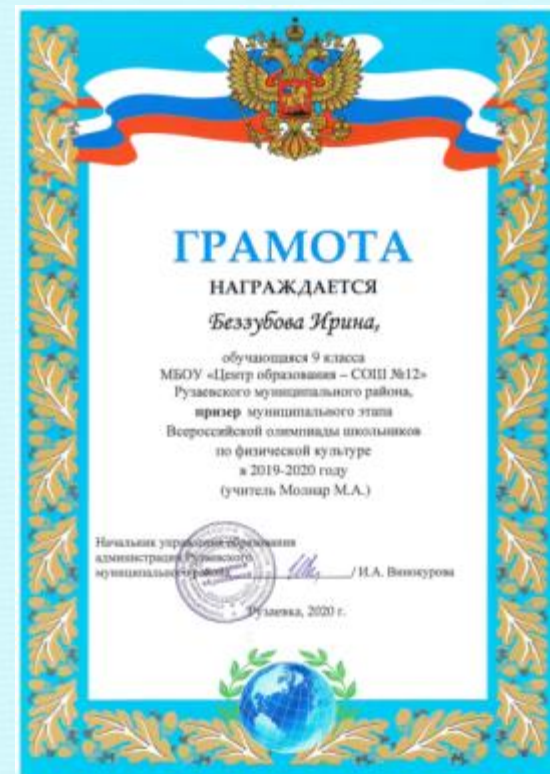 ГРАМОТА
НАГРАЖДАЕТСЯ
Беззубова Ирина,
обучающаяся 9 класса
МБОУ «Центр образования – СОШ №12»
Рузаевского муниципального района,
призер муниципального этапа
Всероссийской олимпиады школьников
по физической культуре
в 2019-2020 году
(учитель Молнар М.А.)
Начальник управления образования
администрации Рузаевского
муниципального района / И.А. Винокурова
Рузаевка, 2020 г.